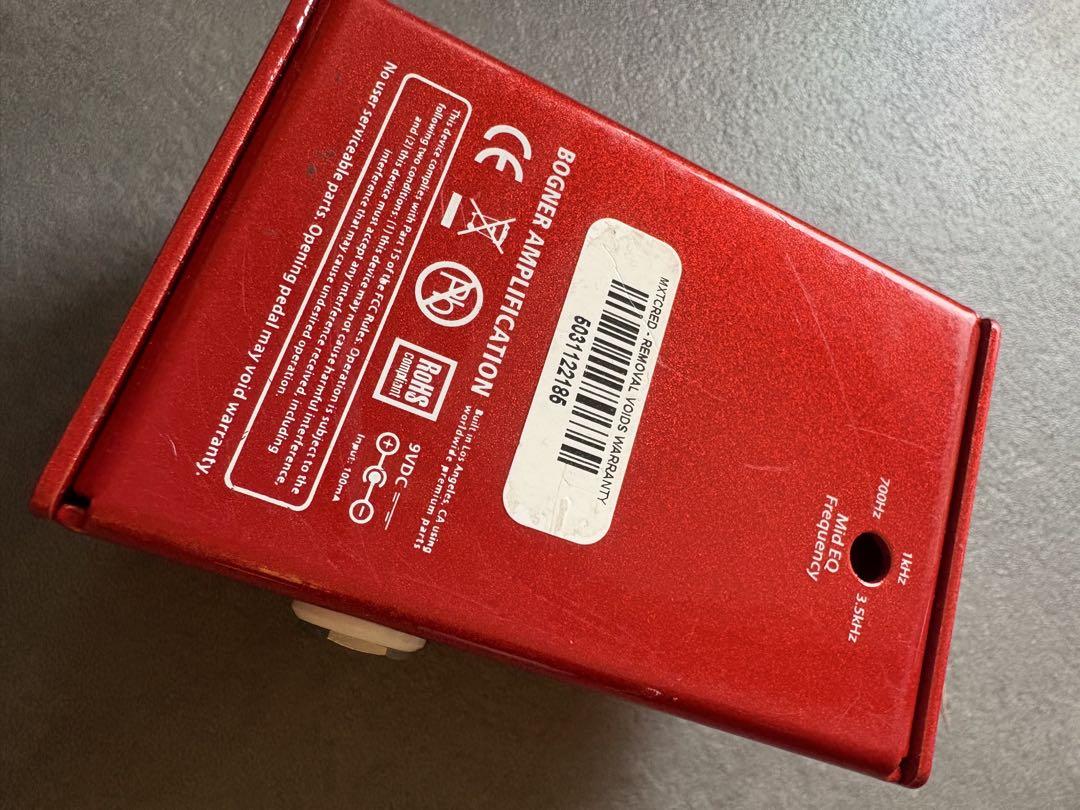 700Hz
1kHz
3.5kHz
Mid EQ
Frequency
MXTCRED - REMOVAL VOIDS WARRANTY
603112218​6
BOGNER AMPLIFICATION
Built in Los Angeles, CA using
worldwide premium parts
CE
Pb
RoHS
compliant
9VDC
Input: 100mA
This device complies with Part 15 of the FCC Rules. Operation is subject to the
following two conditions: (1) this device may not cause harmful interference,
and (2) this device must accept any interference received, including
interference that may cause undesired operation.
No user serviceable parts. Opening pedal may void warranty.